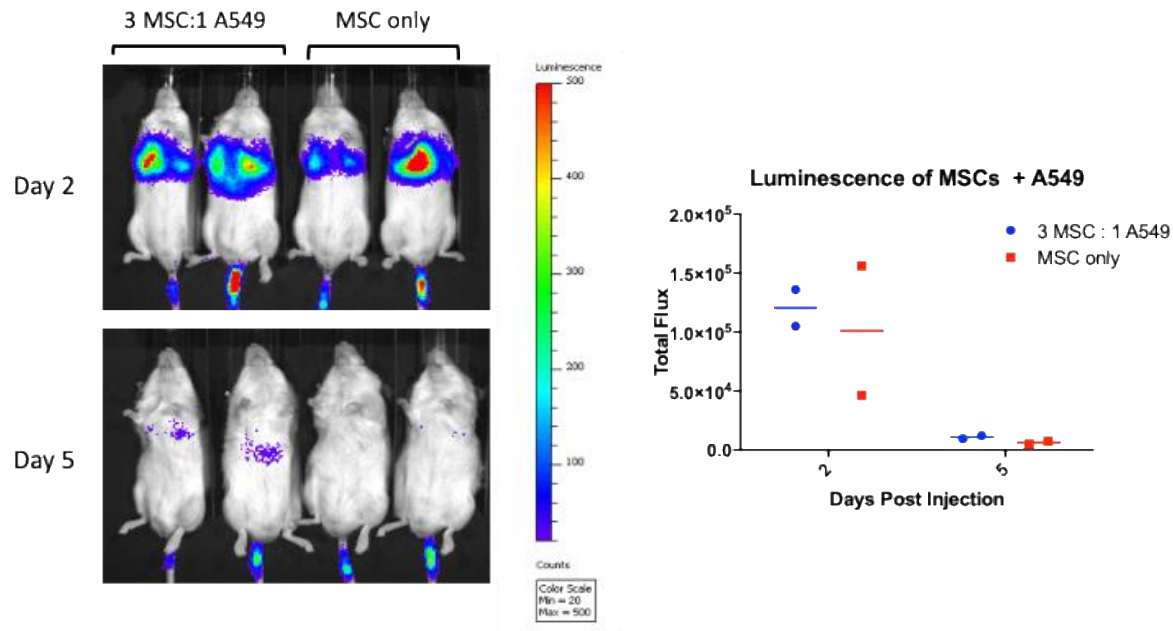 3 MSC:1 A549
MSC only
Day 2
Day 5
Luminescence
500
400
300
200
100
Counts
Color Scale
Min = 20
Max = 500
Luminescence of MSCs + A549
Total Flux
2.0×10⁵
1.5×10⁵
1.0×10⁵
5.0×10⁴
0.0
2
5
Days Post Injection
3 MSC : 1 A549
MSC only